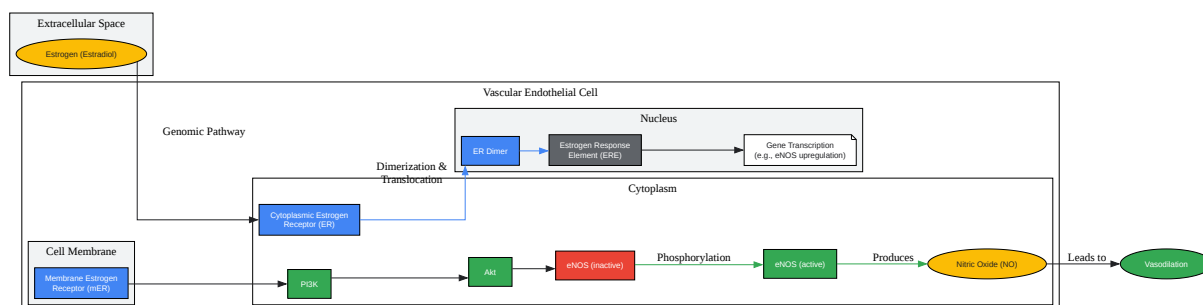 Extracellular Space
Estrogen (Estradiol)
Vascular Endothelial Cell
Genomic Pathway
Nucleus
ER Dimer
Estrogen Response
Element (ERE)
Gene Transcription
(e.g., eNOS upregulation)
Dimerization &
Translocation
Cytoplasm
Cytoplasmic Estrogen
Receptor (ER)
Cell Membrane
Membrane Estrogen
Receptor (mER)
PI3K
Akt
eNOS (inactive)
Phosphorylation
eNOS (active)
Produces
Nitric Oxide (NO)
Leads to
Vasodilation